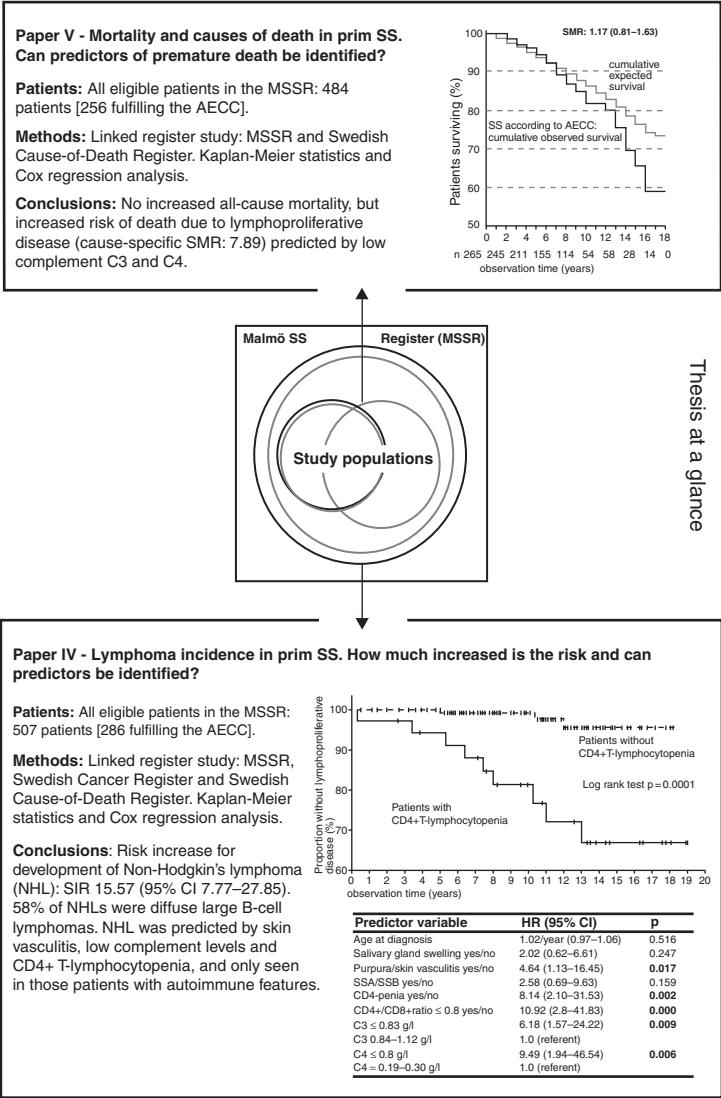 Paper V - Mortality and causes of death in prim SS.
Can predictors of premature death be identified?
Patients: All eligible patients in the MSSR: 484
patients [256 fulfilling the AECC].
Methods: Linked register study: MSSR and Swedish
Cause-of-Death Register. Kaplan-Meier statistics and
Cox regression analysis.
Conclusions: No increased all-cause mortality, but
increased risk of death due to lymphoproliferative
disease (cause-specific SMR: 7.89) predicted by low
complement C3 and C4.
SMR: 1.17 (0.81–1.63)
Patients surviving (%)
100
90
80
70
60
50
cumulative
expected
survival
SS according to AECC:
cumulative observed survival
0 2 4 6 8 10 12 14 16 18
n 265 245 211 155 114 54 58 28 14 0
observation time (years)
Malmö SS Register (MSSR)
Study populations
Thesis at a glance
Paper IV - Lymphoma incidence in prim SS. How much increased is the risk and can
predictors be identified?
Patients: All eligible patients in the MSSR:
507 patients [286 fulfilling the AECC].
Methods: Linked register study: MSSR,
Swedish Cancer Register and Swedish
Cause-of-Death Register. Kaplan-Meier
statistics and Cox regression analysis.
Conclusions: Risk increase for
development of Non-Hodgkin's lymphoma
(NHL): SIR 15.57 (95% CI 7.77–27.85).
58% of NHLs were diffuse large B-cell
lymphomas. NHL was predicted by skin
vasculitis, low complement levels and
CD4+ T-lymphocytopenia, and only seen
in those patients with autoimmune features.
Proportion without lymphoproliferative
disease (%)
100
90
80
70
60
Patients without
CD4+T-lymphocytopenia
Log rank test p=0.0001
Patients with
CD4+T-lymphocytopenia
0 1 2 3 4 5 6 7 8 9 10 11 12 13 14 15 16 17 18 19 20
observation time (years)
Predictor variable HR (95% CI) p
Age at diagnosis 1.02/year (0.97–1.06) 0.516
Salivary gland swelling yes/no 2.02 (0.62–6.61) 0.247
Purpura/skin vasculitis yes/no 4.64 (1.13–16.45) 0.017
SSA/SSB yes/no 2.58 (0.69–9.63) 0.159
CD4-penia yes/no 8.14 (2.10–31.53) 0.002
CD4+/CD8+ratio ≤ 0.8 yes/no 10.92 (2.8–41.83) 0.000
C3 ≤ 0.83 g/l 6.18 (1.57–24.22) 0.009
C3 0.84–1.12 g/l 1.0 (referent)
C4 ≤ 0.8 g/l 9.49 (1.94–46.54) 0.006
C4 = 0.19–0.30 g/l 1.0 (referent)